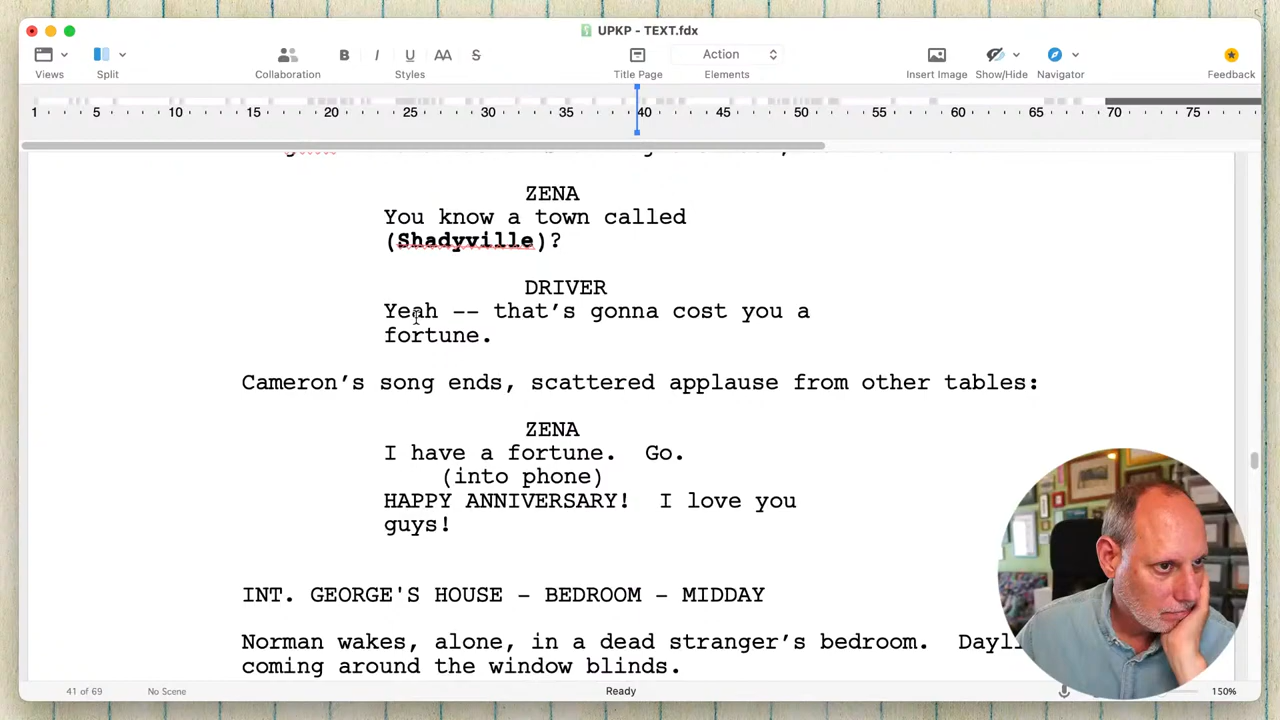 UPKP - TEXT.fdx
B I U AA S Action
Views Split Collaboration Styles Title Page Elements Insert Image Show/Hide Navigator Feedback
1 5 10 15 20 25 30 35 40 45 50 55 60 65 70 75
ZENA
You know a town called
(Shadyville)?
DRIVER
Yeah -- that's gonna cost you a
fortune.
Cameron's song ends, scattered applause from other tables:
ZENA
I have a fortune. Go.
(into phone)
HAPPY ANNIVERSARY! I love you
guys!
INT. GEORGE'S HOUSE - BEDROOM - MIDDAY
Norman wakes, alone, in a dead stranger's bedroom. Dayli
coming around the window blinds.
41 of 69 No Scene Ready 150%